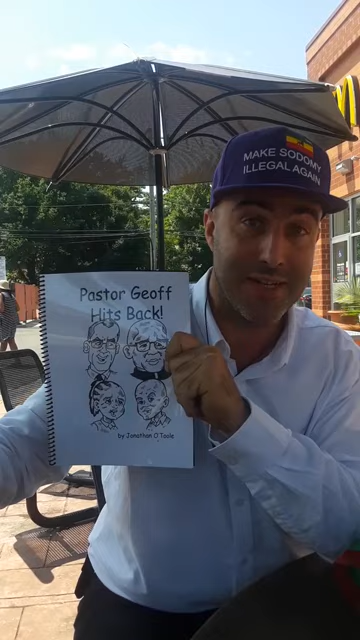 MAKE SODOMY
ILLEGAL AGAIN
Pastor Geoff
Hits Back!
by Jonathan O'Toole